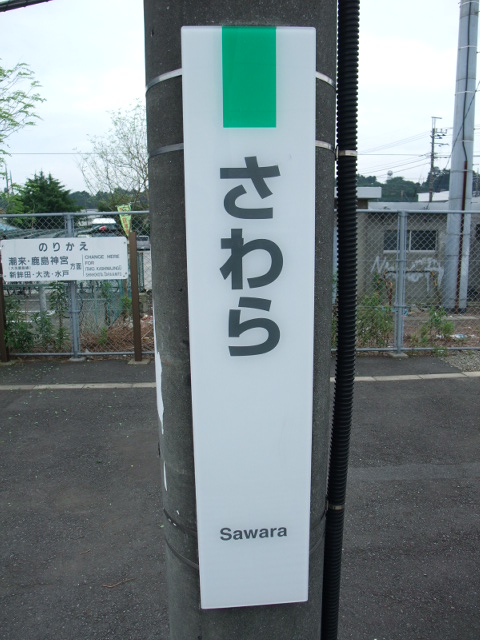 さわら
Sawara
のりかえ
潮来・鹿島神宮
新鉾田・大洗・水戸
方面
CHANGE HERE
FOR